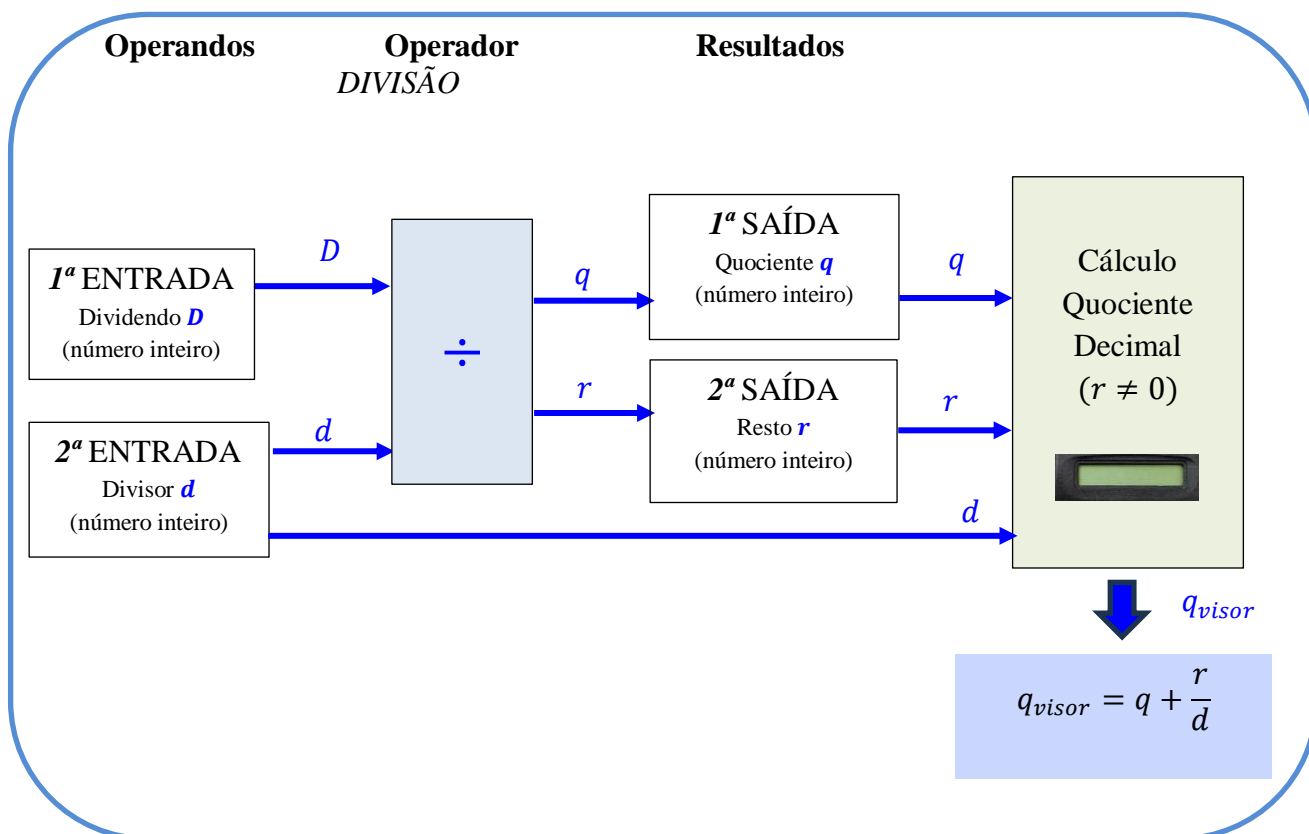 Operandos
Operador
DIVISÃO
Resultados
1ª ENTRADA
Dividendo D
(número inteiro)
D
2ª ENTRADA
Divisor d
(número inteiro)
d
÷
q
r
1ª SAÍDA
Quociente q
(número inteiro)
2ª SAÍDA
Resto r
(número inteiro)
q
r
d
Cálculo
Quociente
Decimal
(r ≠ 0)
q_visor
q_visor = q + r/d